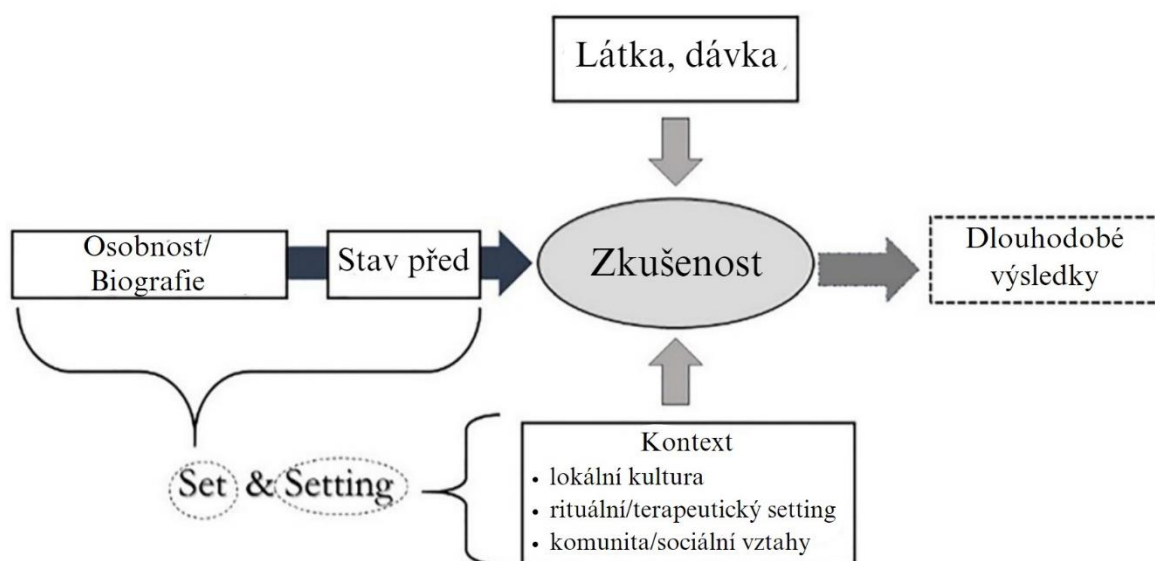 Látka, dávka
Osobnost/
Biografie
Stav před
Zkušenost
Dlouhodobé
výsledky
Set & Setting
Kontext
• lokální kultura
• rituální/terapeutický setting
• komunita/sociální vztahy